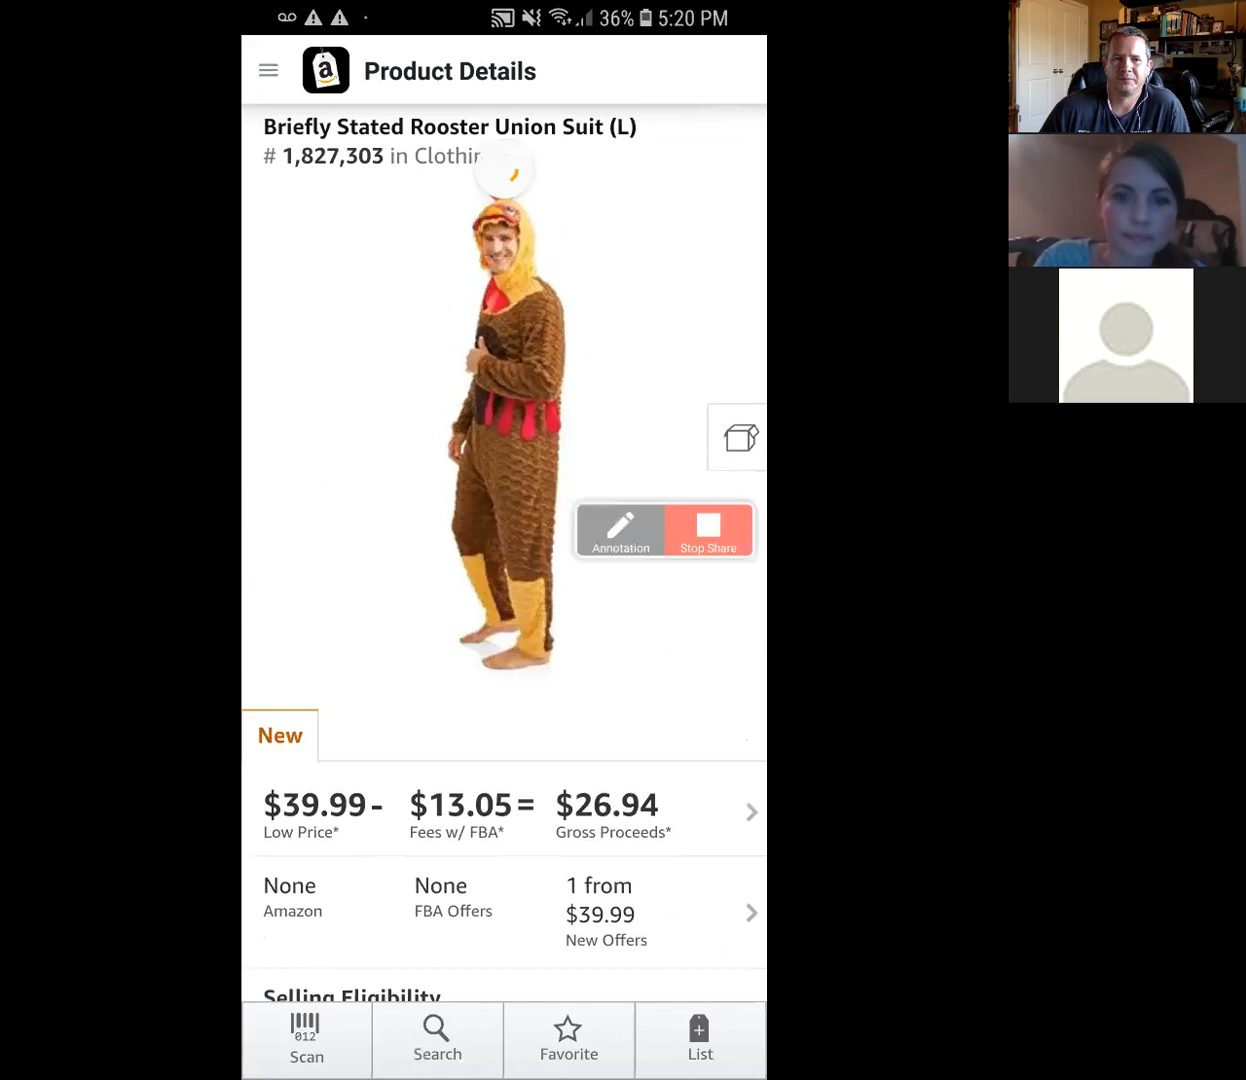 36% 5:20 PM
a Product Details
Briefly Stated Rooster Union Suit (L)
# 1,827,303 in Clothin
Annotation Stop Share
New
$39.99 - $13.05 = $26.94
Low Price* Fees w/ FBA* Gross Proceeds*
None None 1 from
$39.99
Amazon FBA Offers
New Offers
Selling Eligibility
012
Scan Search Favorite List